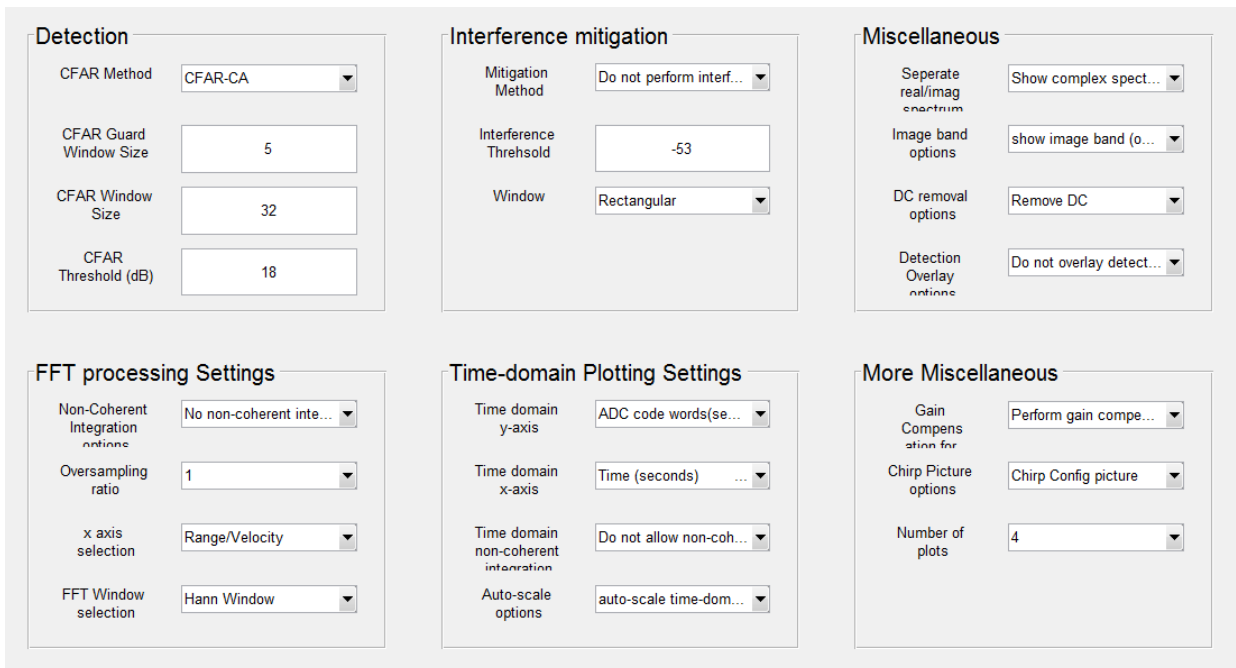 Detection
CFAR Method
CFAR-CA
CFAR Guard
Window Size
5
CFAR Window
Size
32
CFAR
Threshold (dB)
18
Interference mitigation
Mitigation
Method
Do not perform interf...
Interference
Threhsold
-53
Window
Rectangular
Miscellaneous
Seperate
real/imag
spectrum
Show complex spect...
Image band
options
show image band (o...
DC removal
options
Remove DC
Detection
Overlay
options
Do not overlay detect...
FFT processing Settings
Non-Coherent
Integration
options
No non-coherent inte...
Oversampling
ratio
1
x axis
selection
Range/Velocity
FFT Window
selection
Hann Window
Time-domain Plotting Settings
Time domain
y-axis
ADC code words(se...
Time domain
x-axis
Time (seconds) ...
Time domain
non-coherent
integration
Do not allow non-coh...
Auto-scale
options
auto-scale time-dom...
More Miscellaneous
Gain
Compens
ation for
Perform gain compe...
Chirp Picture
options
Chirp Config picture
Number of
plots
4